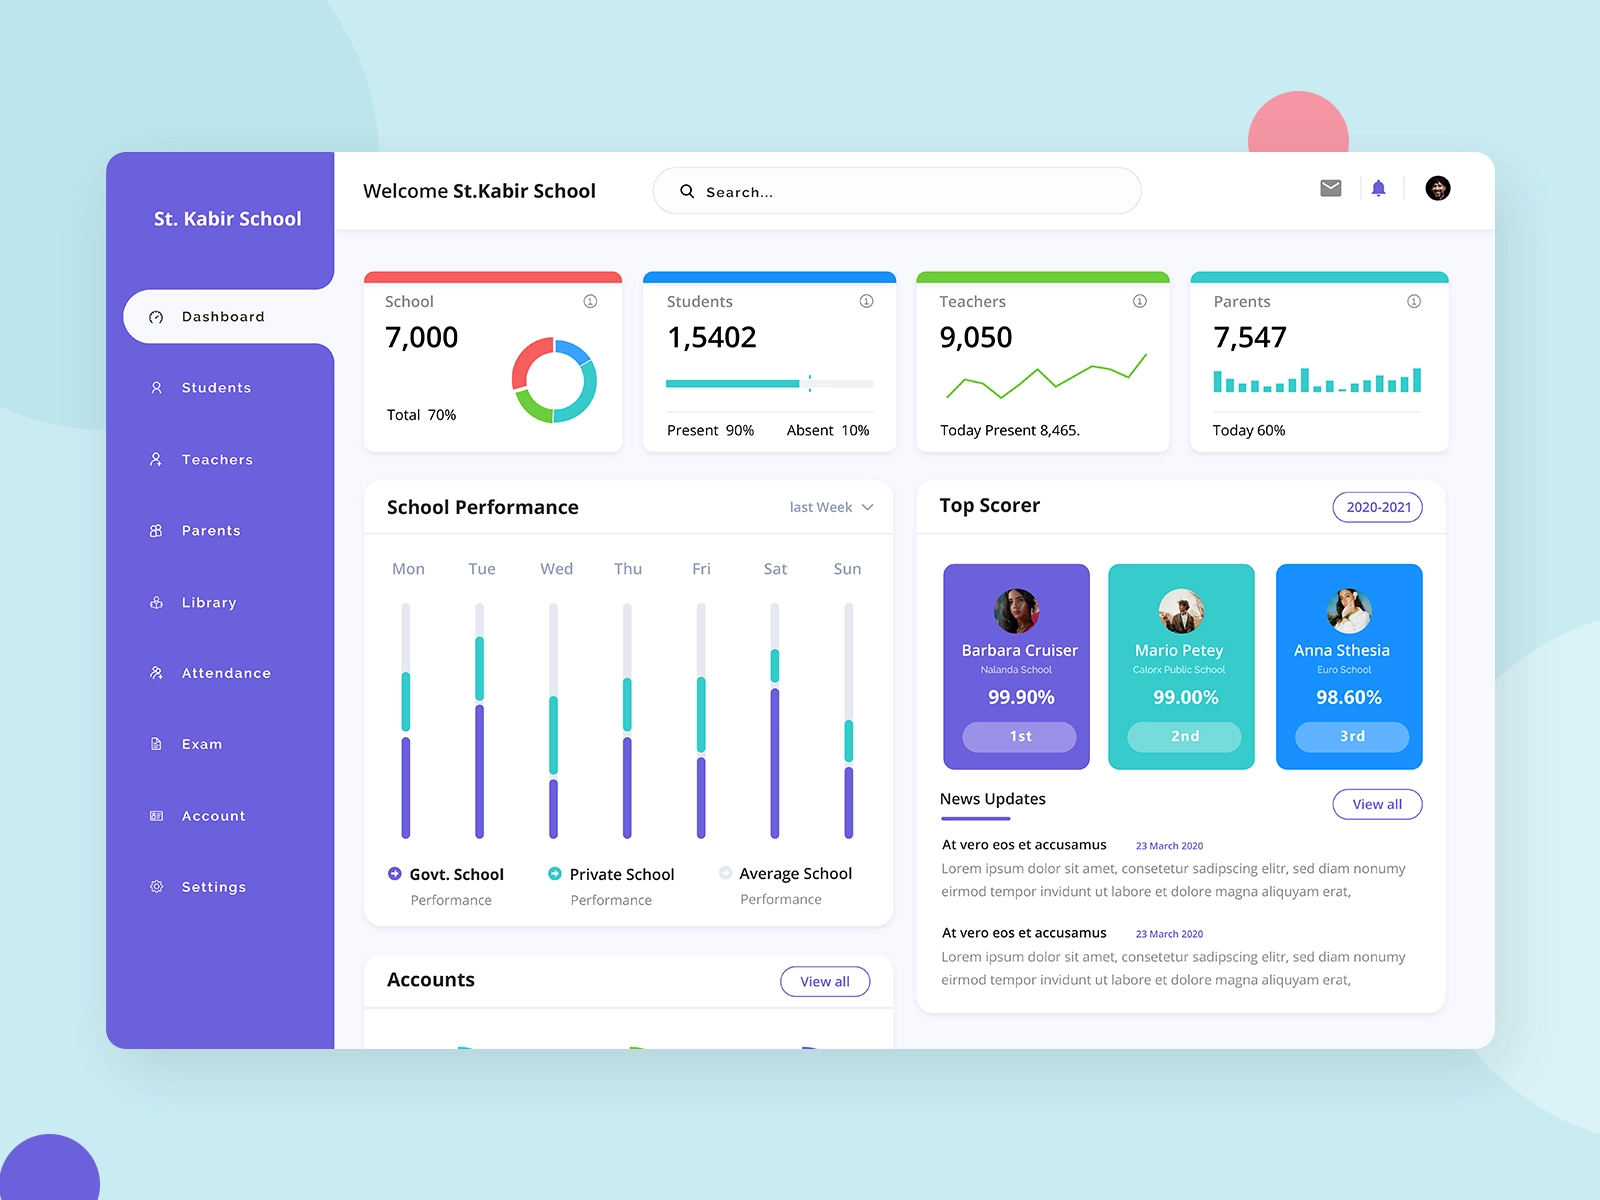 St. Kabir School
Dashboard
Students
Teachers
Parents
Library
Attendance
Exam
Account
Settings
Welcome St.Kabir School
Search...
School
7,000
Total 70%
Students
1,5402
Present 90% Absent 10%
Teachers
9,050
Today Present 8,465.
Parents
7,547
Today 60%
School Performance
last Week
Mon Tue Wed Thu Fri Sat Sun
Govt. School
Performance
Private School
Performance
Average School
Performance
Accounts
View all
Top Scorer
2020-2021
Barbara Cruiser
Nalanda School
99.90%
1st
Mario Petey
Calorx Public School
99.00%
2nd
Anna Sthesia
Euro School
98.60%
3rd
News Updates
View all
At vero eos et accusamus 23 March 2020
Lorem ipsum dolor sit amet, consetetur sadipscing elitr, sed diam nonumy
eirmod tempor invidunt ut labore et dolore magna aliquyam erat,
At vero eos et accusamus 23 March 2020
Lorem ipsum dolor sit amet, consetetur sadipscing elitr, sed diam nonumy
eirmod tempor invidunt ut labore et dolore magna aliquyam erat,